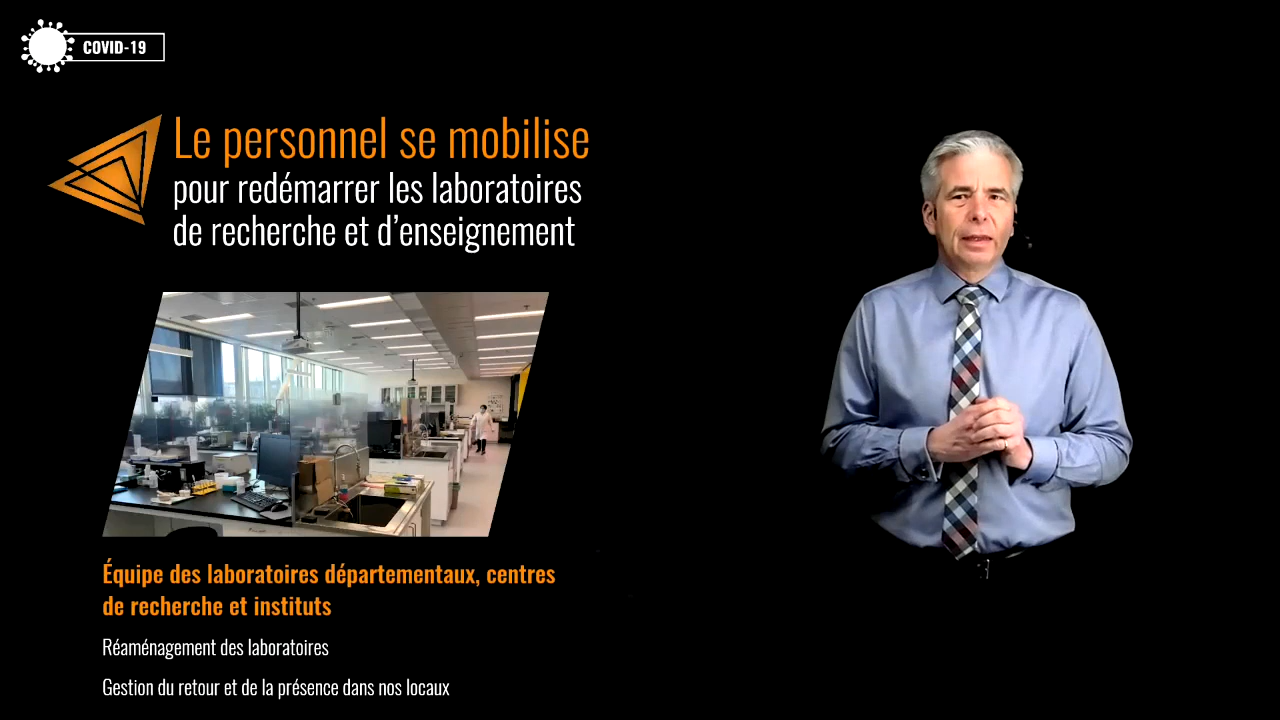 COVID-19
Le personnel se mobilise
pour redémarrer les laboratoires
de recherche et d’enseignement
Équipe des laboratoires départementaux, centres
de recherche et instituts
Réaménagement des laboratoires
Gestion du retour et de la présence dans nos locaux